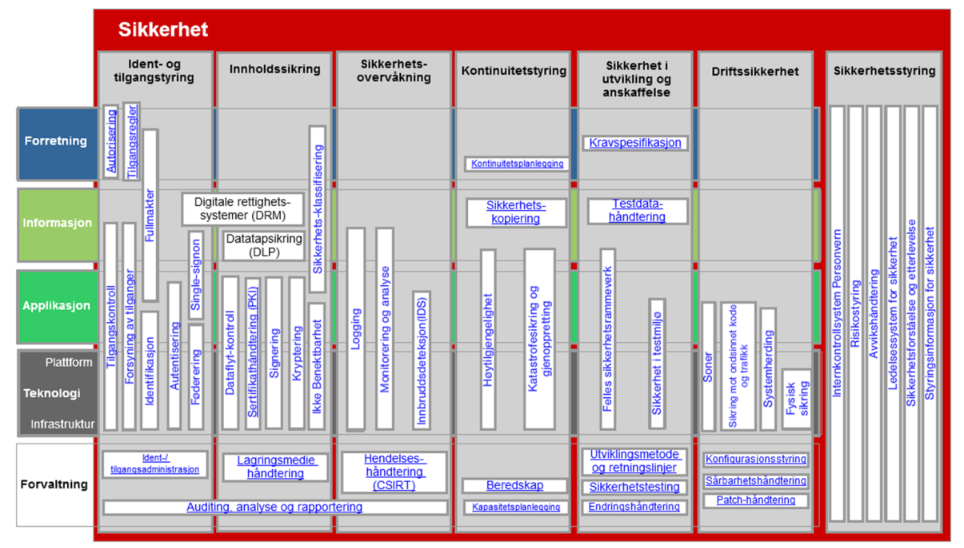 Sikkerhet
Ident- og
tilgangstyring
Innholdssikring
Sikkerhets-
overvåkning
Kontinuitetstyring
Sikkerhet i
utvikling og
anskaffelse
Driftssikkerhet
Sikkerhetsstyring
Forretning
Informasjon
Applikasjon
Plattform
Teknologi
Infrastruktur
Forvaltning
Autorisering
Tilgangsregler
Fullmakter
Tilgangskontroll
Forsyning av tilganger
Identifikasjon
Autentisering
Single-signon
Føderering
Ident-/
tilgangsadministrasjon
Digitale rettighets-
systemer (DRM)
Datatapsikring
(DLP)
Sikkerhets-klassifisering
Dataflyt-kontroll
Sertifikathåndtering (PKI)
Signering
Kryptering
Ikke Benektbarhet
Lagringsmedie
håndtering
Logging
Monitorering og analyse
Innbruddsdeteksjon(IDS)
Hendelses-
håndtering
(CSIRT)
Auditing, analyse og rapportering
Kontinuitetsplanlegging
Sikkerhets-
kopiering
Høytilgjengelighet
Katastrofesikring og
gjenoppretting
Beredskap
Kapasitetsplanlegging
Kravspesifikasjon
Testdata-
håndtering
Felles sikkerhetsrammeverk
Sikkerhet i testmiljø
Utviklingsmetode
og retningslinjer
Sikkerhetstesting
Endringshåndtering
Soner
Sikring mot ondsinnet kode
og trafikk
Systemherding
Fysisk
sikring
Konfigurasjonsstyring
Sårbarhetshåndtering
Patch-håndtering
Internkontrollsystem Personvern
Risikostyring
Avvikshåndtering
Ledelsessystem for sikkerhet
Sikkerhetsforståelse og etterlevelse
Styringsinformasjon for sikkerhet